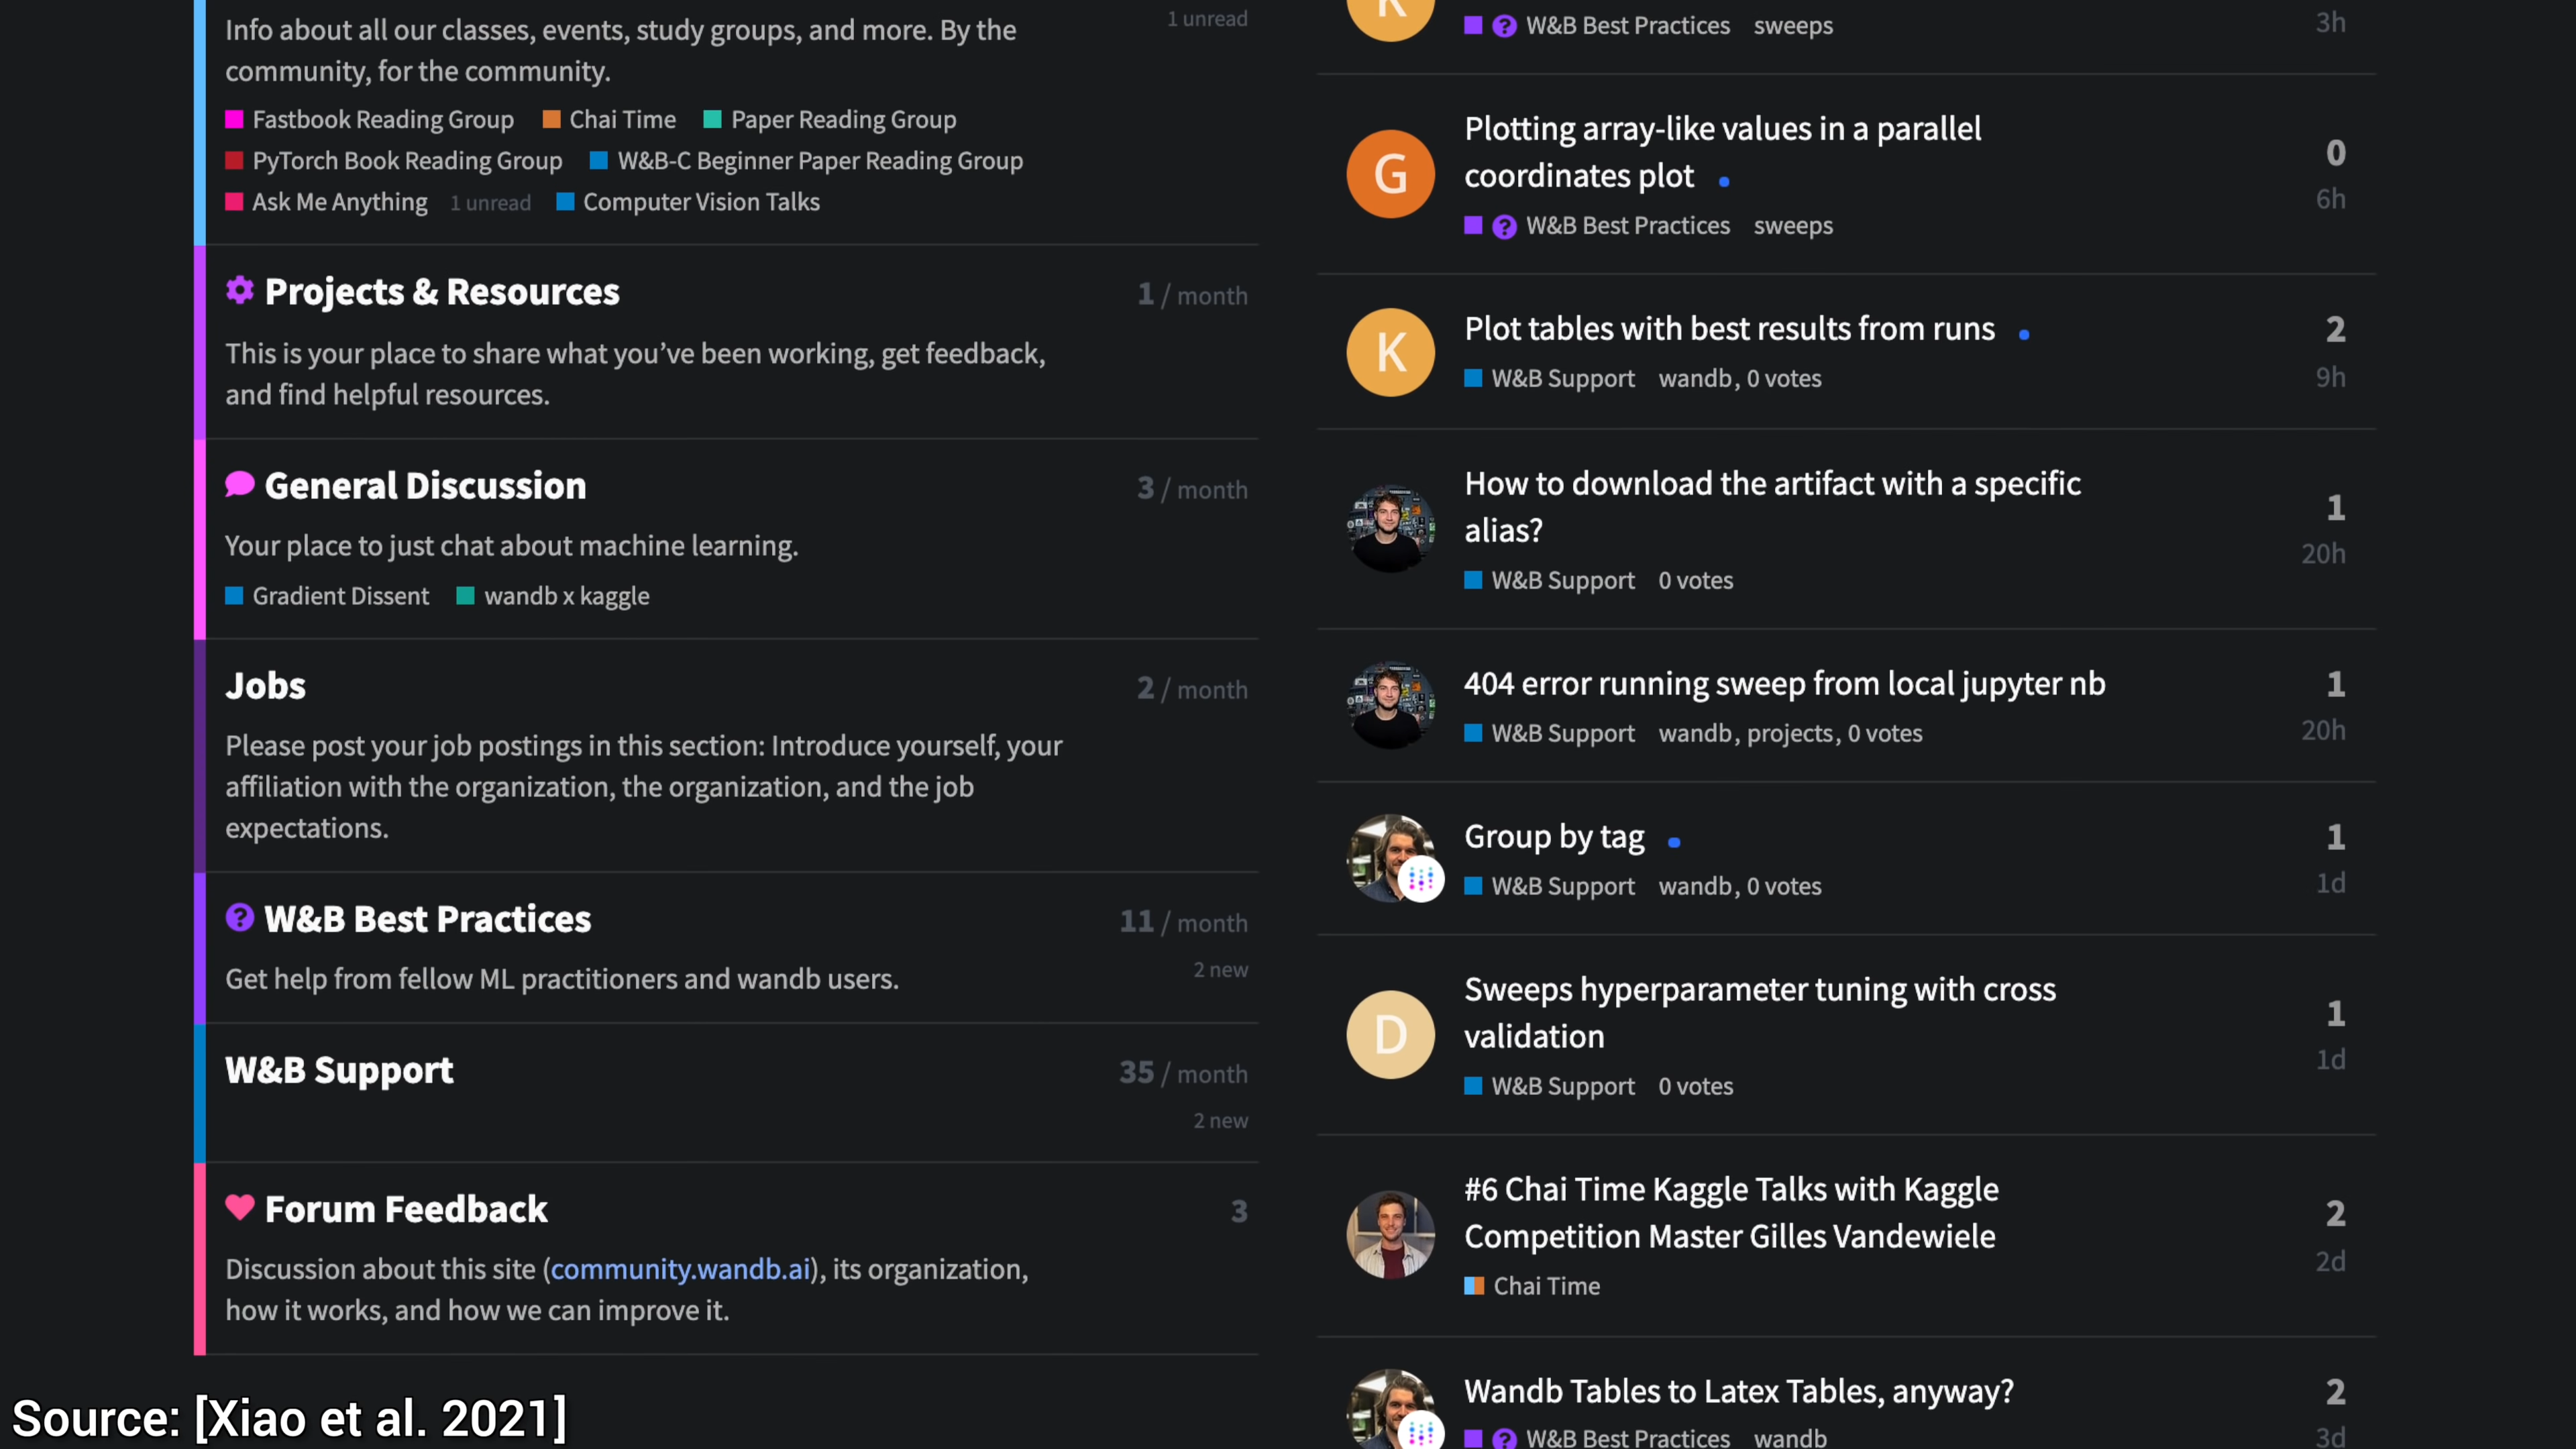 Info about all our classes, events, study groups, and more. By the
1 unread
community, for the community.
Fastbook Reading Group Chai Time Paper Reading Group
PyTorch Book Reading Group W&B-C Beginner Paper Reading Group
Ask Me Anything 1 unread Computer Vision Talks
Projects & Resources
1 / month
This is your place to share what you've been working, get feedback,
and find helpful resources.
General Discussion
3 / month
Your place to just chat about machine learning.
Gradient Dissent wandb x kaggle
Jobs
2 / month
Please post your job postings in this section: Introduce yourself, your
affiliation with the organization, the organization, and the job
expectations.
? W&B Best Practices
11 / month
Get help from fellow ML practitioners and wandb users.
2 new
W&B Support
35 / month
2 new
Forum Feedback
3
Discussion about this site (community.wandb.ai), its organization,
how it works, and how we can improve it.
K
? W&B Best Practices sweeps
3h
G
Plotting array-like values in a parallel
coordinates plot
0
6h
? W&B Best Practices sweeps
K
Plot tables with best results from runs
2
W&B Support wandb, 0 votes
9h
How to download the artifact with a specific
alias?
1
20h
W&B Support 0 votes
404 error running sweep from local jupyter nb
1
W&B Support wandb, projects, 0 votes
20h
Group by tag
1
W&B Support wandb, 0 votes
1d
D
Sweeps hyperparameter tuning with cross
validation
1
1d
W&B Support 0 votes
#6 Chai Time Kaggle Talks with Kaggle
Competition Master Gilles Vandewiele
2
2d
Chai Time
Wandb Tables to Latex Tables, anyway?
2
? W&B Best Practices wandb
3d
Source: [Xiao et al. 2021]